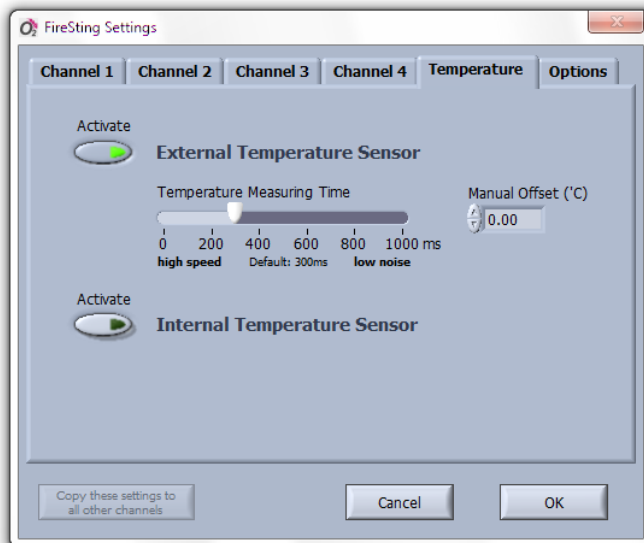 O2 FireSting Settings
Channel 1 Channel 2 Channel 3 Channel 4 Temperature Options
Activate
External Temperature Sensor
Temperature Measuring Time
Manual Offset ('C)
0.00
0 200 400 600 800 1000 ms
high speed Default: 300ms low noise
Activate
Internal Temperature Sensor
Copy these settings to
all other channels
Cancel
OK